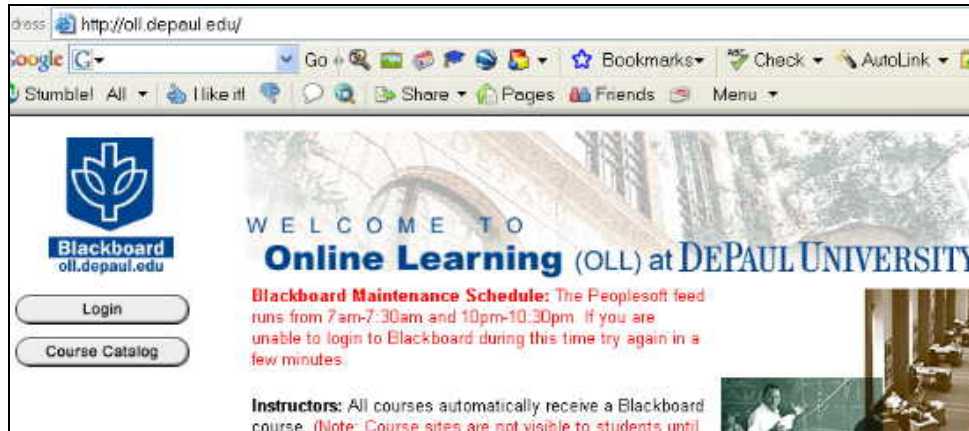 dress http://oll.depaul.edu/
Google G Go Bookmarks Check AutoLink
Stumble! All I like it! Share Pages Friends Menu
Blackboard
oll.depaul.edu
Login
Course Catalog
WELCOME TO
Online Learning (OLL) at DEPAUL UNIVERSITY
Blackboard Maintenance Schedule: The Peoplesoft feed
runs from 7am-7:30am and 10pm-10:30pm. If you are
unable to login to Blackboard during this time try again in a
few minutes.
Instructors: All courses automatically receive a Blackboard
course. (Note: Course sites are not visible to students until